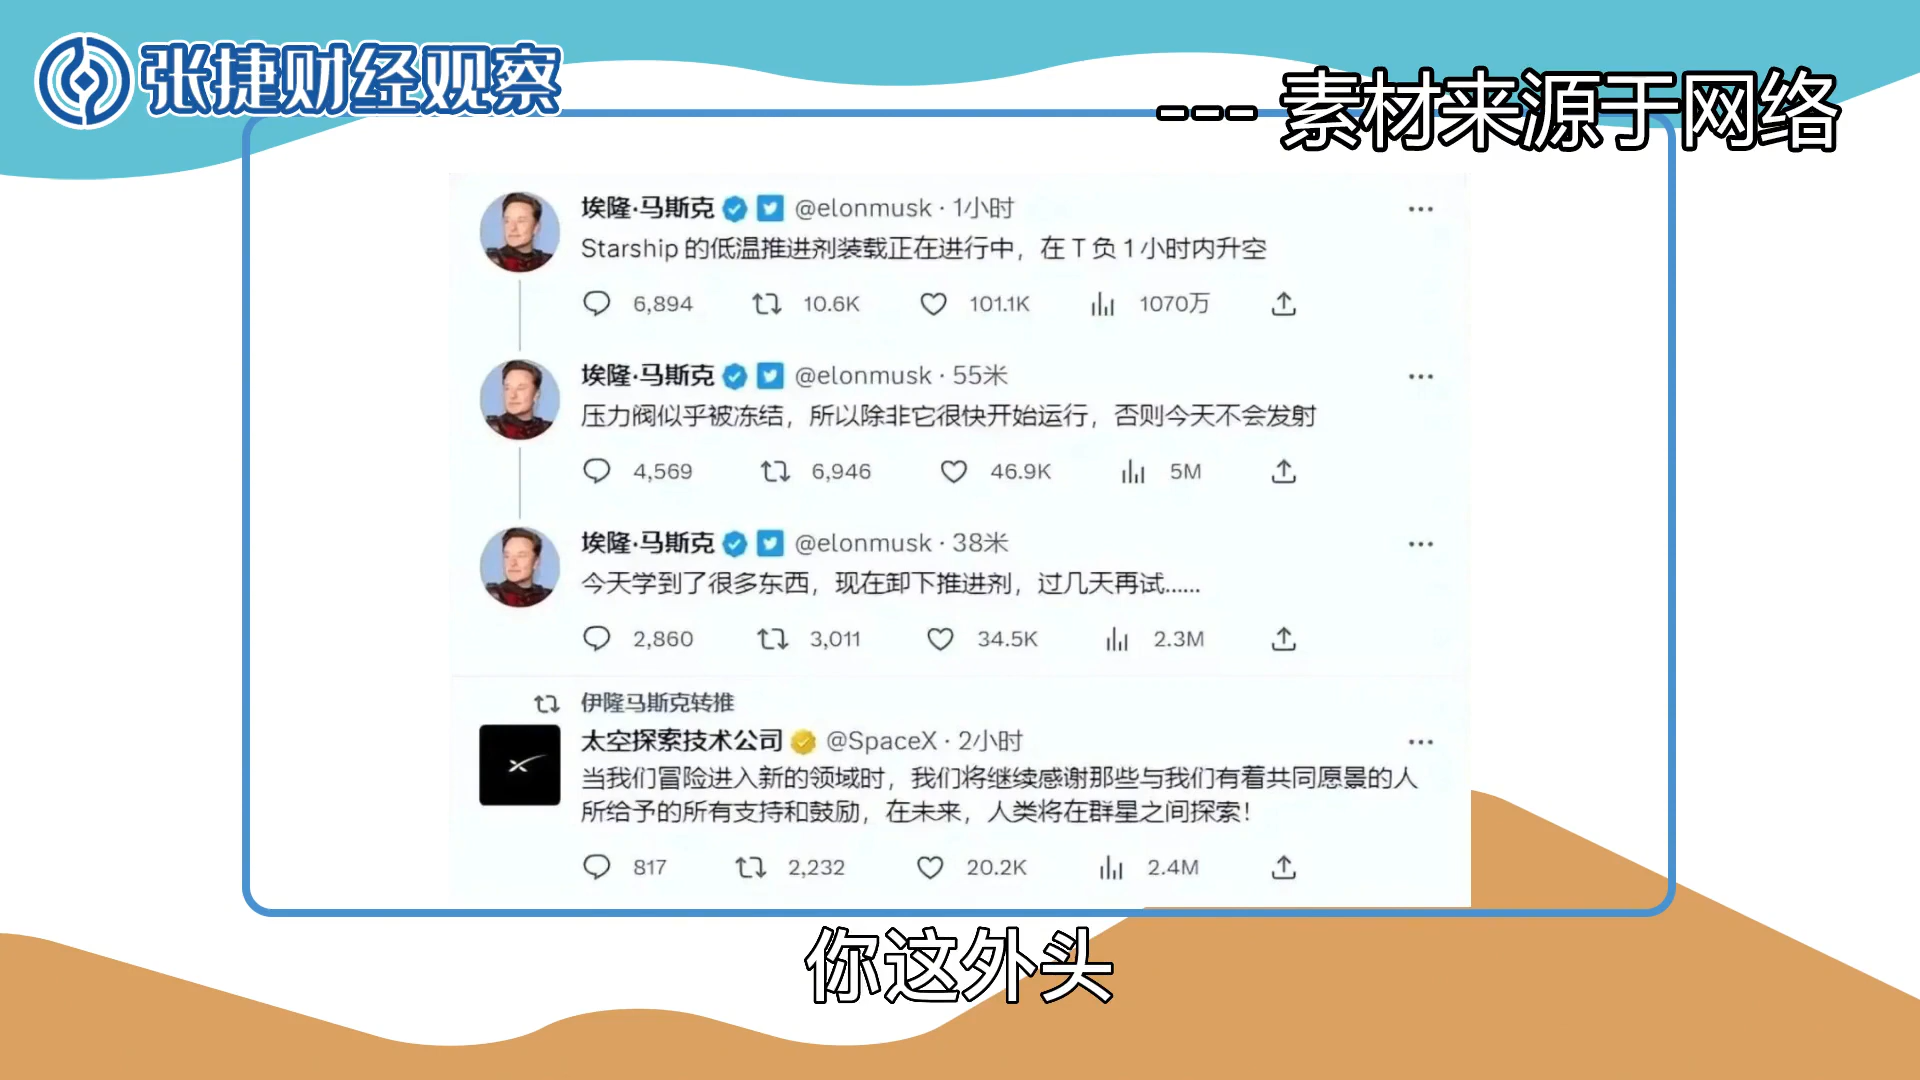 张捷财经观察
--- 素材来源于网络
埃隆·马斯克 @elonmusk · 1小时
Starship 的低温推进剂装载正在进行中，在 T 负 1 小时内升空
6,894 10.6K 101.1K 1070万
埃隆·马斯克 @elonmusk · 55米
压力阀似乎被冻结，所以除非它很快开始运行，否则今天不会发射
4,569 6,946 46.9K 5M
埃隆·马斯克 @elonmusk · 38米
今天学到了很多东西，现在卸下推进剂，过几天再试......
2,860 3,011 34.5K 2.3M
伊隆马斯克转推
太空探索技术公司 @SpaceX · 2小时
当我们冒险进入新的领域时，我们将继续感谢那些与我们有着共同愿景的人
所给予的所有支持和鼓励，在未来，人类将在群星之间探索！
817 2,232 20.2K 2.4M
你这外头